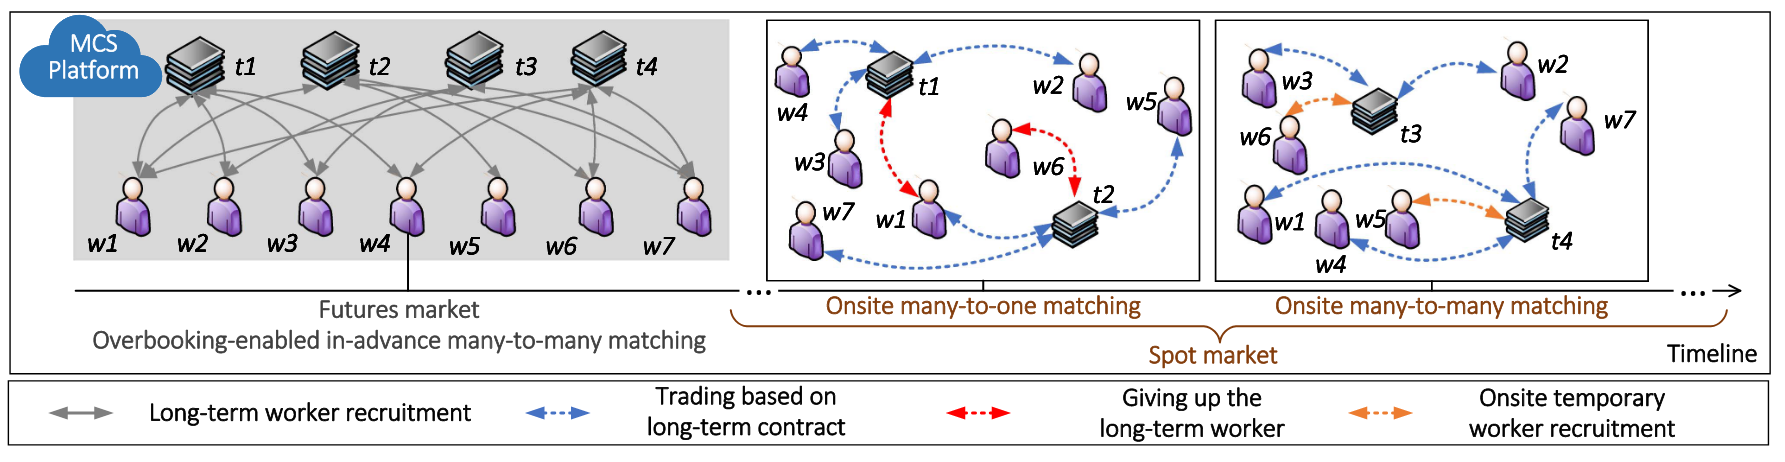 MCS
Platform
t1
t2
t3
t4
w1
w2
w3
w4
w5
w6
w7
w4
t1
w2
w5
w3
w6
w7
w1
t2
w3
w2
w6
t3
w7
w1
w5
w4
t4
...
...
Futures market
Overbooking-enabled in-advance many-to-many matching
Onsite many-to-one matching
Onsite many-to-many matching
Spot market
Timeline
Long-term worker recruitment
Trading based on
long-term contract
Giving up the
long-term worker
Onsite temporary
worker recruitment